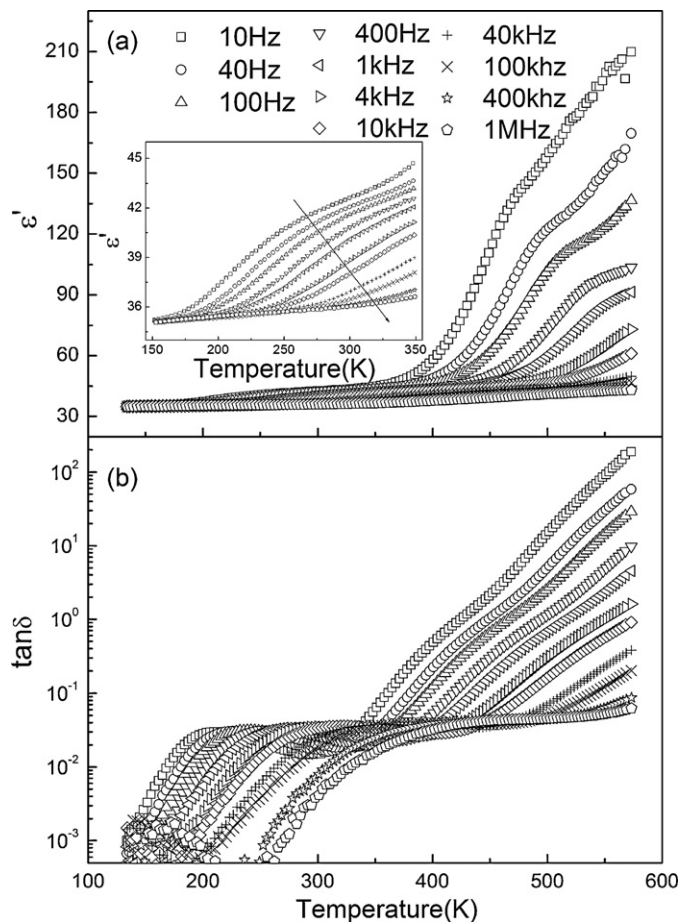 (a)
10Hz 400Hz 40kHz
40Hz 1kHz 100khz
100Hz 4kHz 400khz
10kHz 1MHz
210
180
150
120
90
60
30
ε'
45
42
39
36
ε'
150 200 250 300 350
Temperature(K)
(b)
10²
10¹
10⁰
10⁻¹
10⁻²
10⁻³
tanδ
100 200 300 400 500 600
Temperature(K)